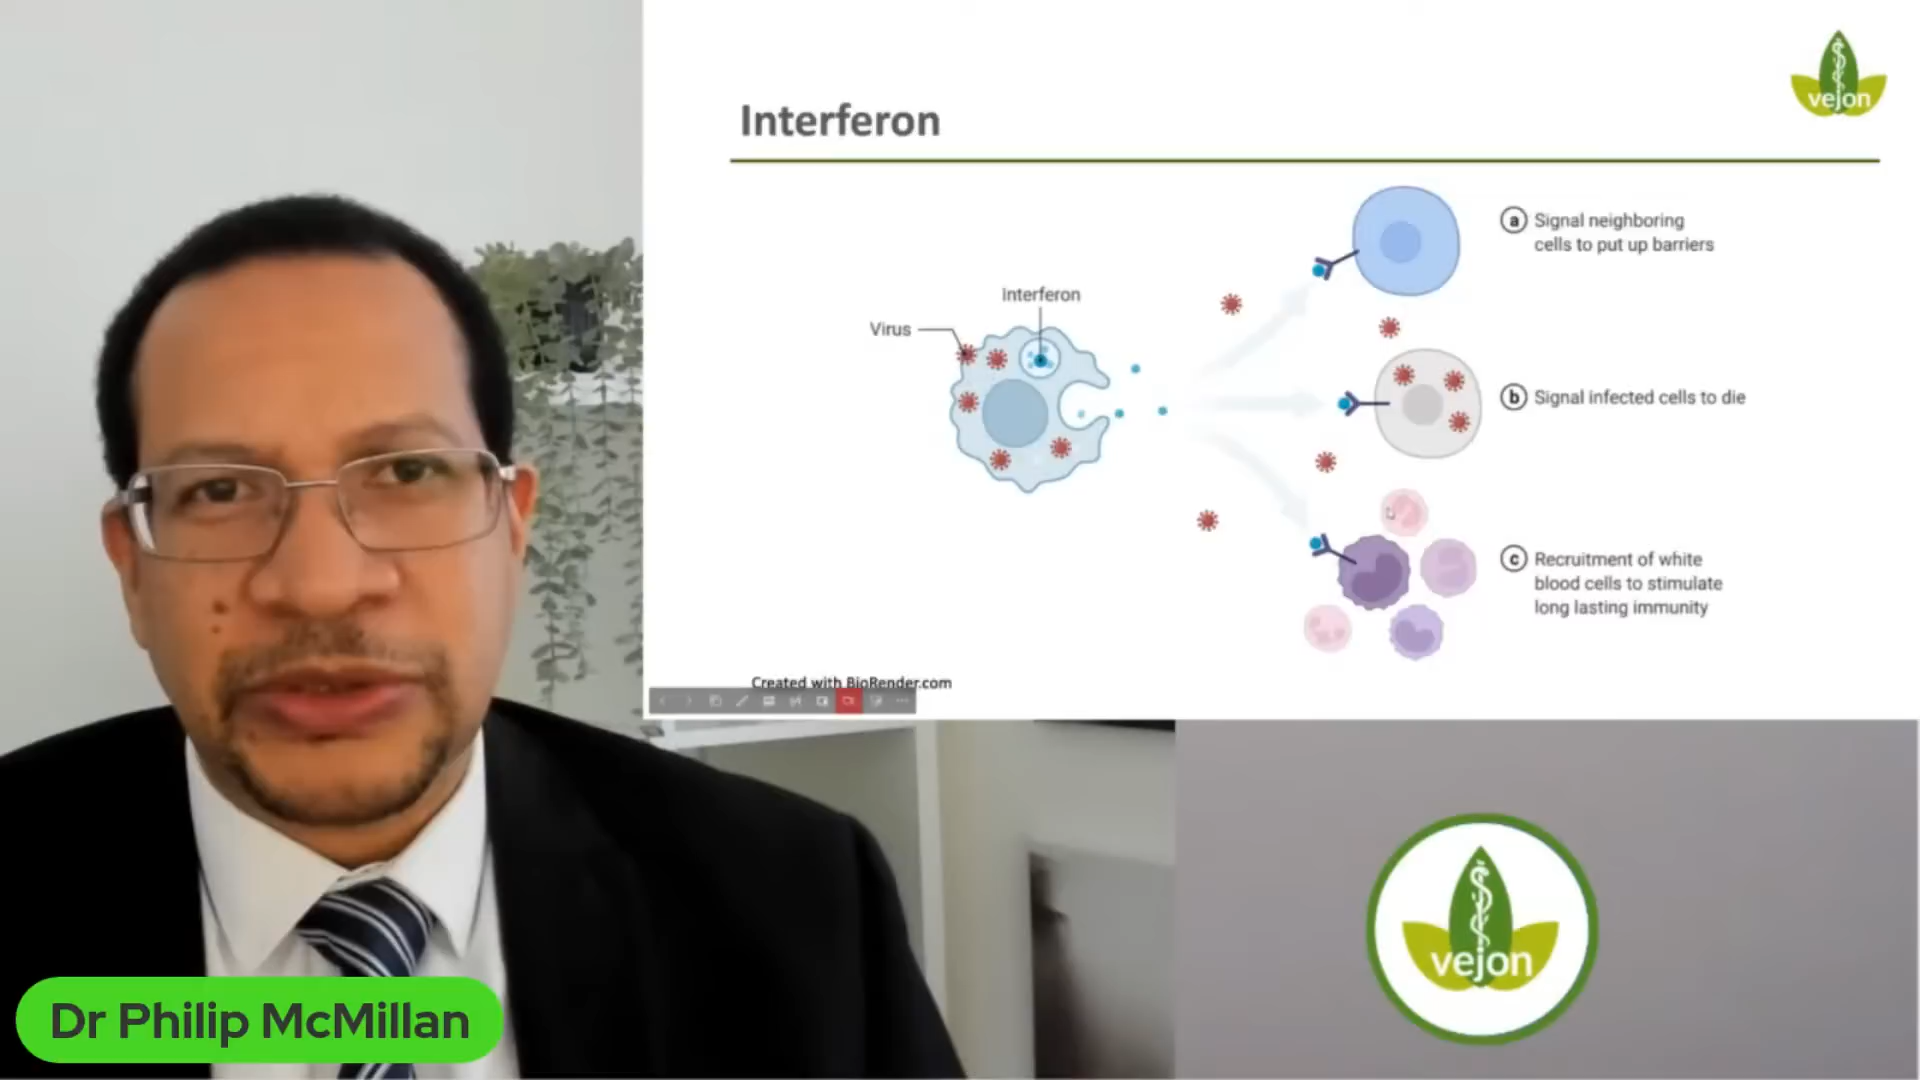 Interferon
vejon
Interferon
Virus
a Signal neighboring
cells to put up barriers
b Signal infected cells to die
c Recruitment of white
blood cells to stimulate
long lasting immunity
Created with BioRender.com
vejon
Dr Philip McMillan